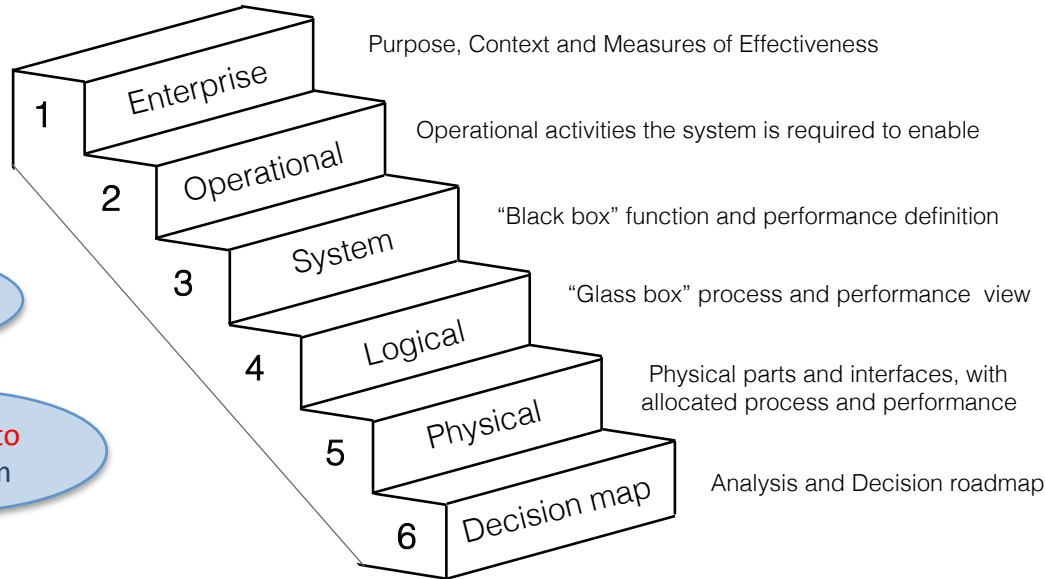 Purpose, Context and Measures of Effectiveness
1
Enterprise
Operational activities the system is required to enable
2
Operational
“Black box” function and performance definition
3
System
“Glass box” process and performance view
4
Logical
Physical parts and interfaces, with
allocated process and performance
5
Physical
to
Analysis and Decision roadmap
6
Decision map